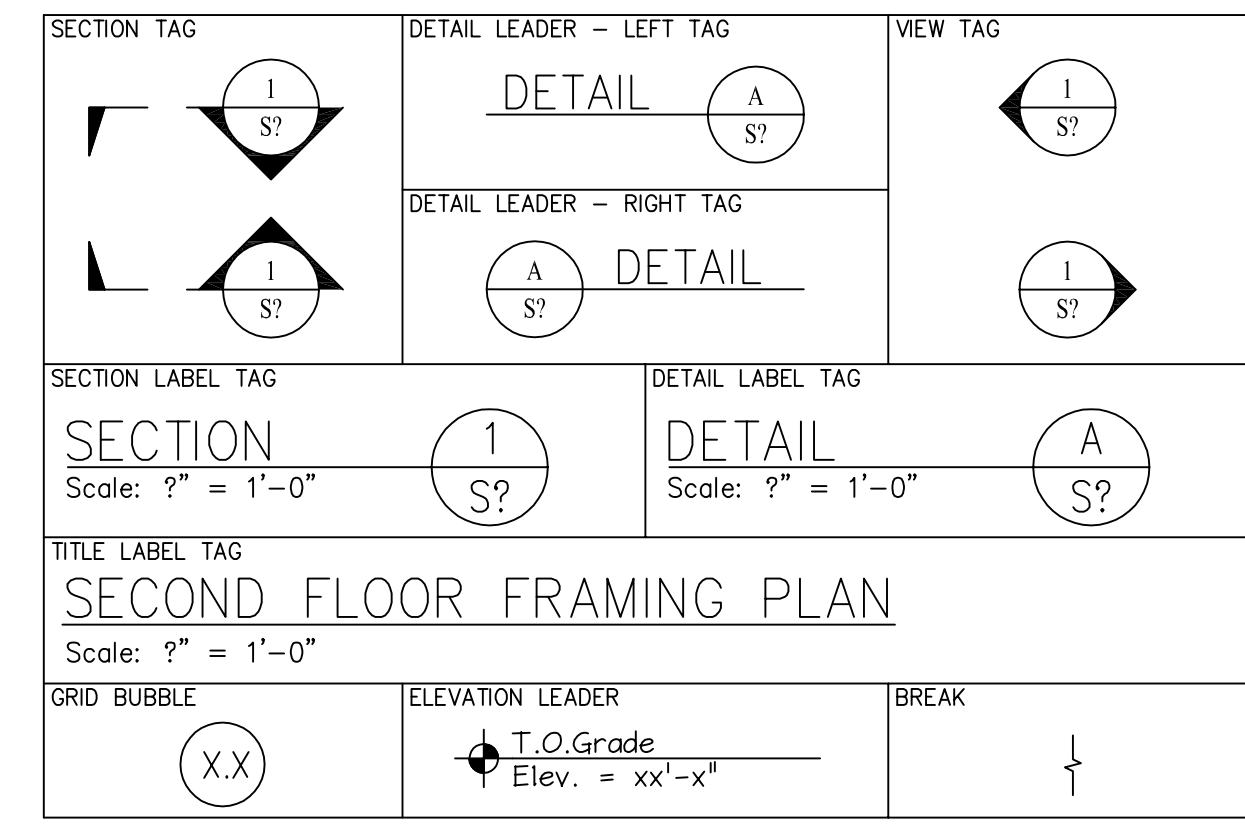 SECTION TAG
1
S?
1
S?
DETAIL LEADER – LEFT TAG
DETAIL
A
S?
DETAIL LEADER – RIGHT TAG
A
DETAIL
S?
VIEW TAG
1
S?
1
S?
SECTION LABEL TAG
SECTION
1
Scale: ?" = 1'–0"
S?
DETAIL LABEL TAG
DETAIL
A
Scale: ?" = 1'–0"
S?
TITLE LABEL TAG
SECOND FLOOR FRAMING PLAN
Scale: ?" = 1'–0"
GRID BUBBLE
X.X
ELEVATION LEADER
T.O.Grade
Elev. = xx'-x"
BREAK